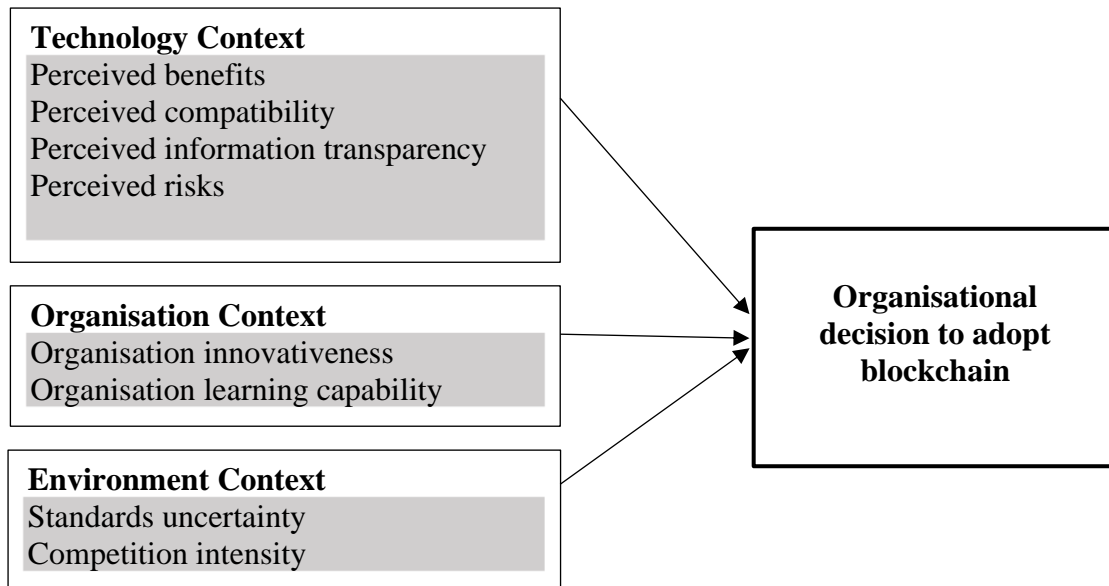 Technology Context
Perceived benefits
Perceived compatibility
Perceived information transparency
Perceived risks
Organisation Context
Organisation innovativeness
Organisation learning capability
Environment Context
Standards uncertainty
Competition intensity
Organisational
decision to adopt
blockchain